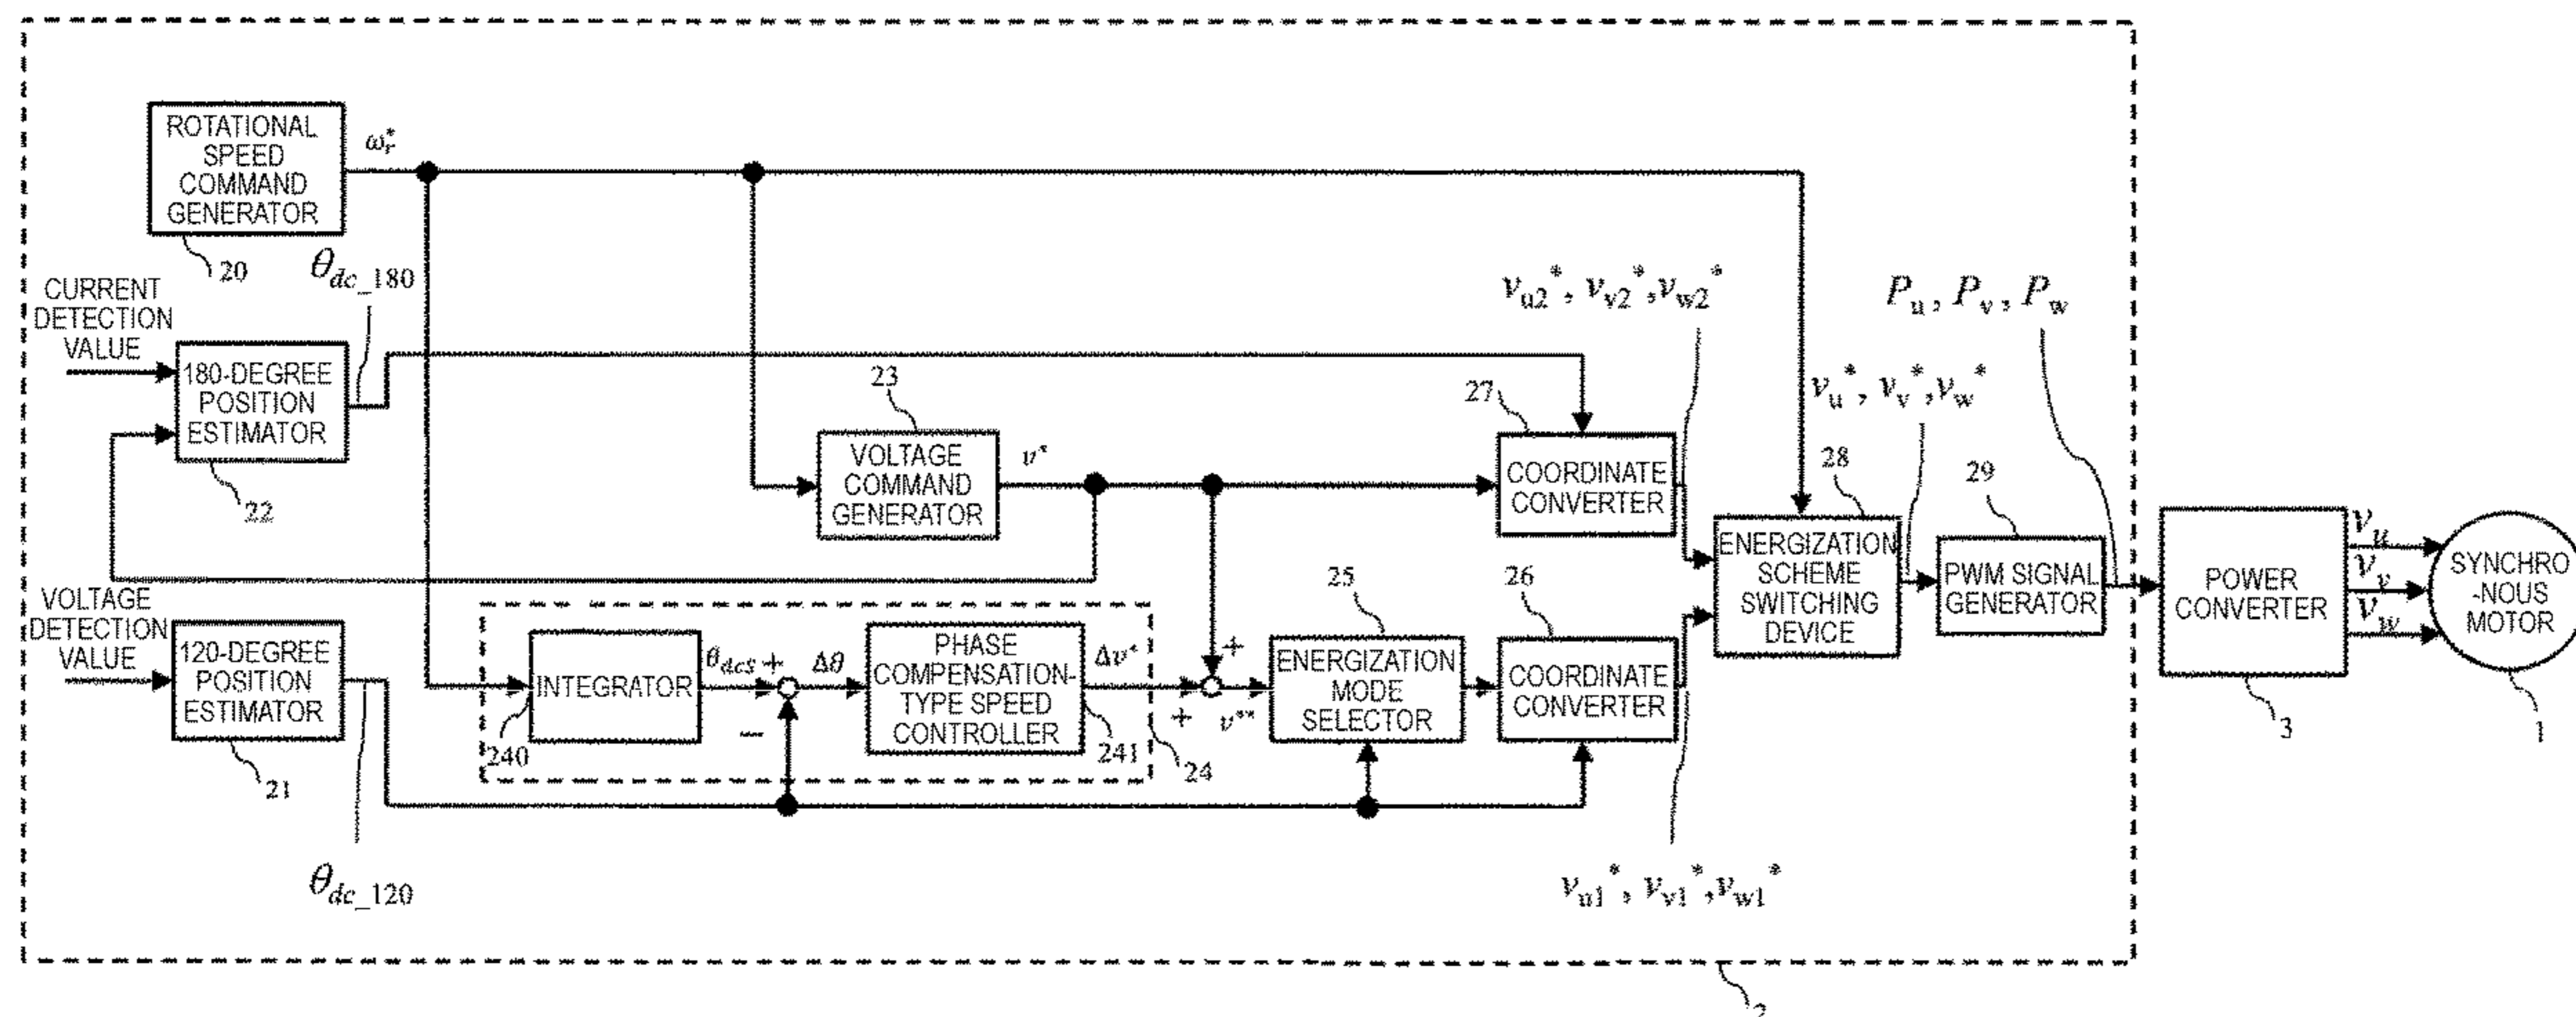 ROTATIONAL
SPEED
COMMAND
GENERATOR
ωr*
20
θdc_180
CURRENT
DETECTION
VALUE
180-DEGREE
POSITION
ESTIMATOR
22
23
VOLTAGE
COMMAND
GENERATOR
v*
27
COORDINATE
CONVERTER
vu2*, vv2*, vw2*
vu*, vv*, vw*
Pu, Pv, Pw
28
ENERGIZATION
SCHEME
SWITCHING
DEVICE
29
PWM SIGNAL
GENERATOR
POWER
CONVERTER
3
Vu
Vv
Vw
SYNCHRO
-NOUS
MOTOR
1
VOLTAGE
DETECTION
VALUE
120-DEGREE
POSITION
ESTIMATOR
21
θdc_120
INTEGRATOR
240
θdcs +
−
Δθ
PHASE
COMPENSATION-
TYPE SPEED
CONTROLLER
241
Δv*
24
+
+
v**
25
ENERGIZATION
MODE
SELECTOR
26
COORDINATE
CONVERTER
vu1*, vv1*, vw1*
2